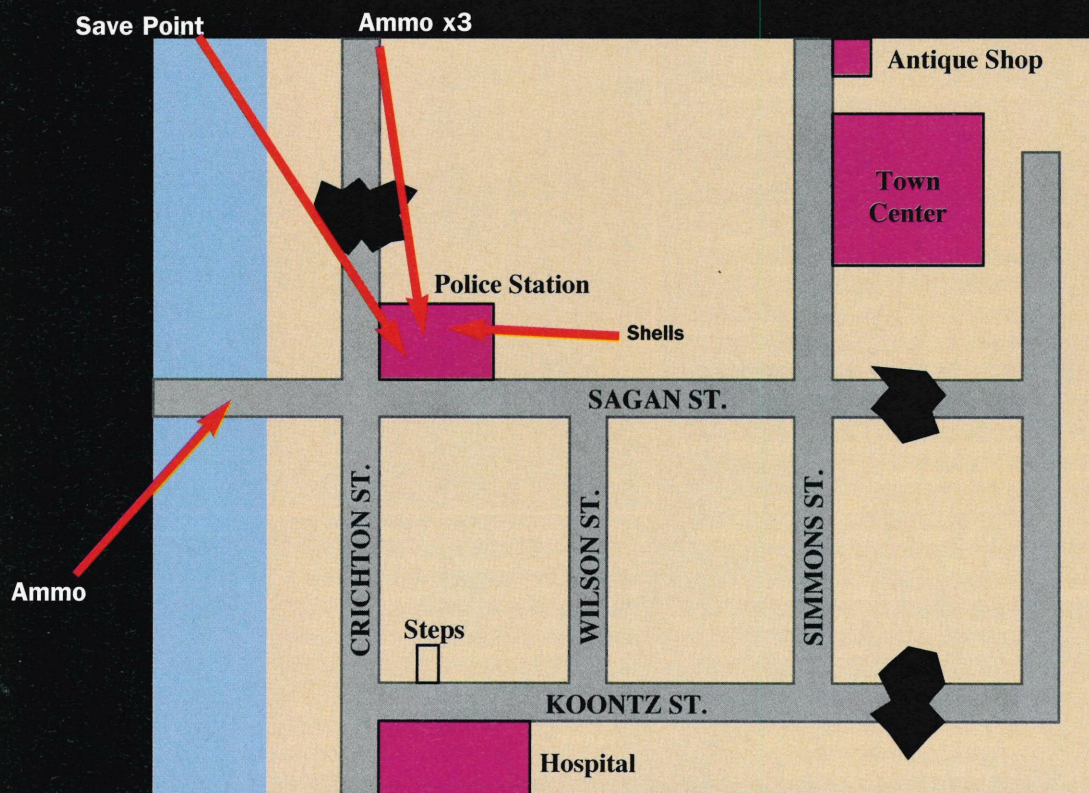 Save Point
Ammo x3
Antique Shop
Town
Center
Police Station
Shells
SAGAN ST.
CRICHTON ST.
WILSON ST.
SIMMONS ST.
Ammo
Steps
KOONTZ ST.
Hospital